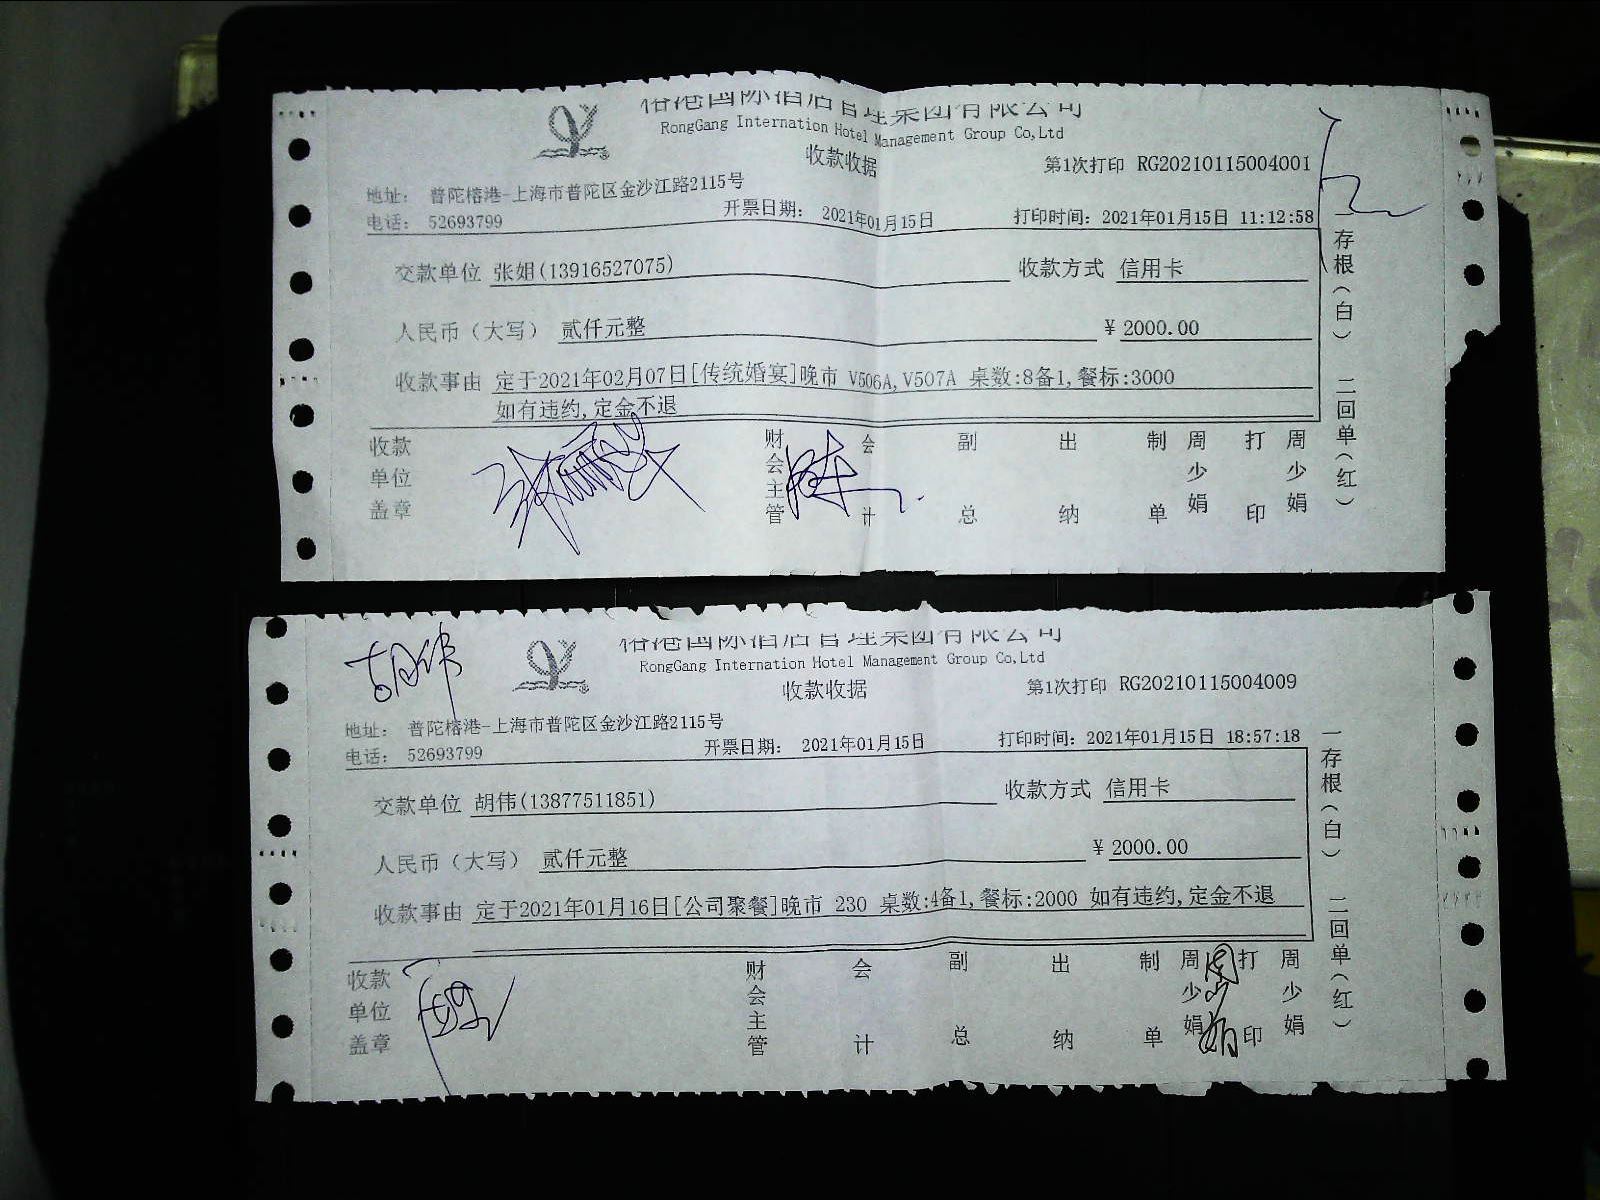 国际酒店管理集团有限公司
RongGang Internation Hotel Management Group Co,Ltd
收款收据
第1次打印 RG20210115004001
地址: 普陀榕港-上海市普陀区金沙江路2115号
电话: 52693799
开票日期: 2021年01月15日
打印时间: 2021年01月15日 11:12:58
交款单位 张姐(13916527075)
收款方式 信用卡
人民币(大写) 贰仟元整
¥ 2000.00
收款事由 定于2021年02月07日[传统婚宴]晚市 V506A,V507A 桌数:8备1,餐标:3000
如有违约,定金不退
收款单位盖章
财会主管
会计
副总
出纳
制单 周少娟
打印 周少娟
一存根(白) 二回单(红)
胡伟
国际酒店管理集团有限公司
RongGang Internation Hotel Management Group Co,Ltd
收款收据
第1次打印 RG20210115004009
地址: 普陀榕港-上海市普陀区金沙江路2115号
电话: 52693799
开票日期: 2021年01月15日
打印时间: 2021年01月15日 18:57:18
交款单位 胡伟(13877511851)
收款方式 信用卡
人民币(大写) 贰仟元整
¥ 2000.00
收款事由 定于2021年01月16日[公司聚餐]晚市 230 桌数:4备1,餐标:2000 如有违约,定金不退
收款单位盖章
财会主管
会计
副总
出纳
制单 周少娟
周少娟
打印 周少娟
一存根(白) 二回单(红)